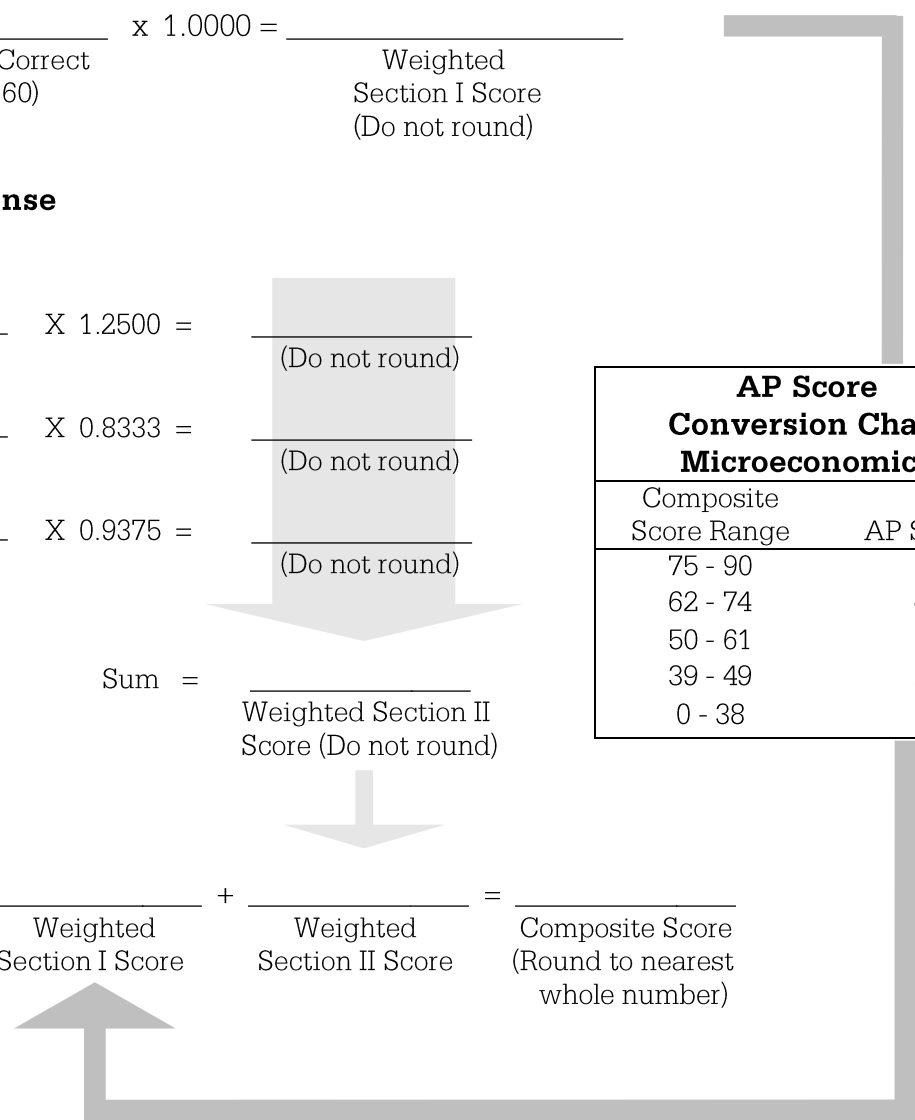 x 1.0000 =
Correct
60)
Weighted
Section I Score
(Do not round)
nse
X 1.2500 =
(Do not round)
X 0.8333 =
(Do not round)
X 0.9375 =
(Do not round)
Sum =
Weighted Section II
Score (Do not round)
AP Score
Conversion Cha
Microeconomic
Composite
Score Range
AP S
75 - 90
62 - 74
50 - 61
39 - 49
0 - 38
+ =
Weighted
Section I Score
Weighted
Section II Score
Composite Score
(Round to nearest
whole number)